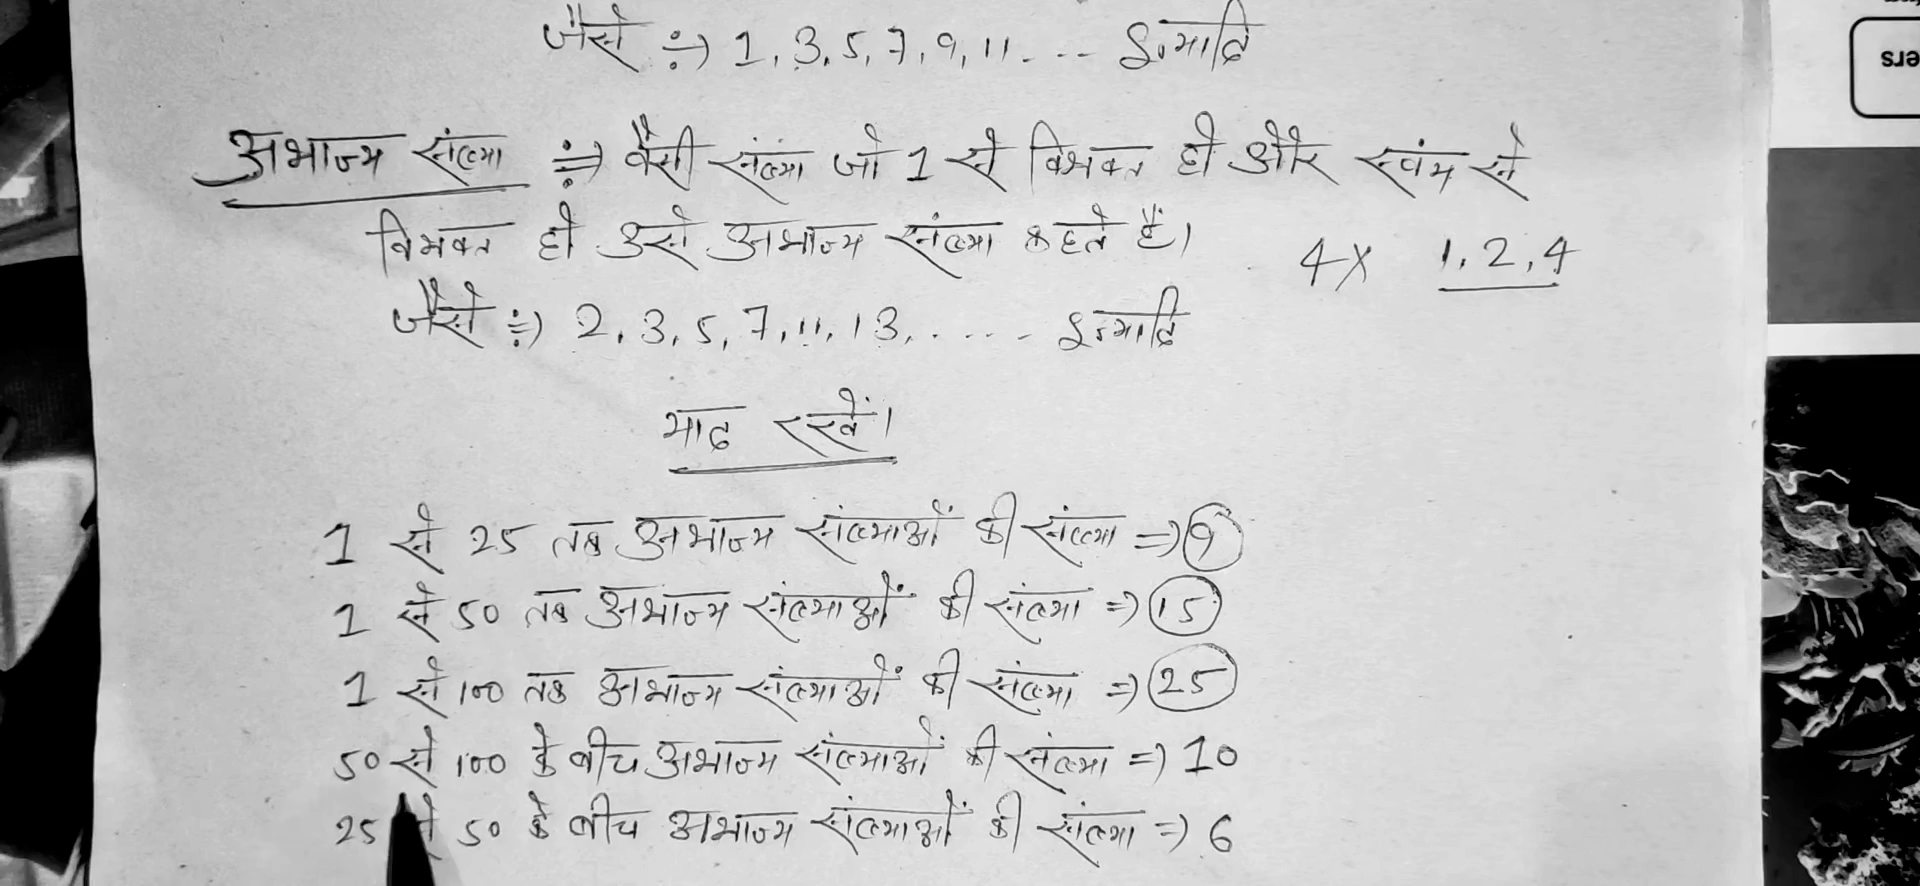 जैसे ÷) 1, 3, 5, 7, 9, 11. -- - इत्यादि
अभाज्य संख्या ÷) वैसी संख्या जो 1 से विभक्त हो और स्वंय से
विभक्त हो उसे अभाज्य संख्या कहते हैं।
4× 1, 2, 4
जैसे ÷) 2, 3, 5, 7, 11, 13, . . - - - इत्यादि
याद रखें।
1 से 25 तक अभाज्य संख्याओं की संख्या => 9
1 से 50 तक अभाज्य संख्याओं की संख्या => 15
1 से 100 तक अभाज्य संख्याओं की संख्या => 25
50 से 100 के बीच अभाज्य संख्याओं की संख्या => 10
25 से 50 के बीच अभाज्य संख्याओं की संख्या => 6
ers